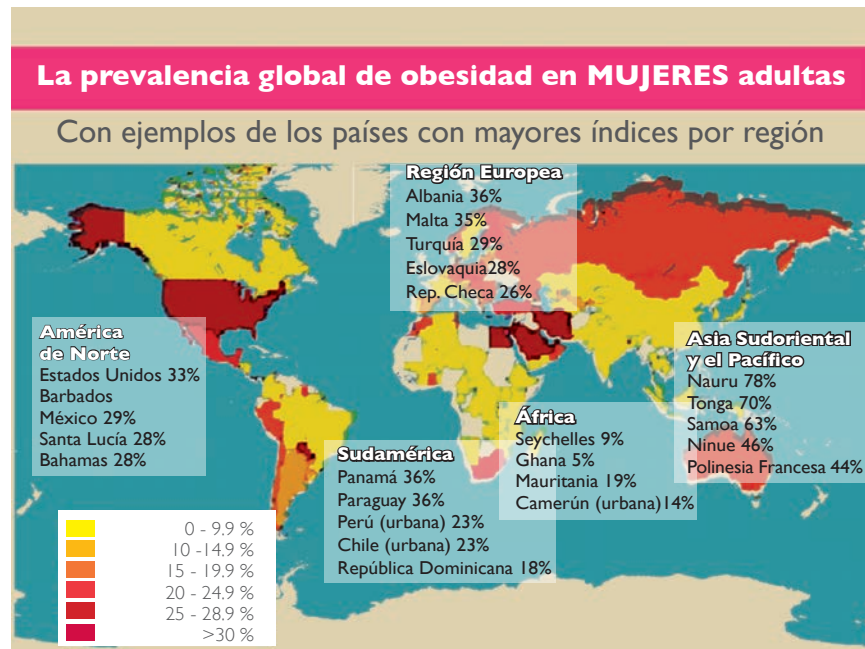 La prevalencia global de obesidad en MUJERES adultas
Con ejemplos de los países con mayores índices por región
Región Europea
Albania 36%
Malta 35%
Turquía 29%
Eslovaquia28%
Rep. Checa 26%
América
de Norte
Estados Unidos 33%
Barbados
México 29%
Santa Lucía 28%
Bahamas 28%
Asia Sudoriental
y el Pacífico
Nauru 78%
Tonga 70%
Samoa 63%
Ninue 46%
Polinesia Francesa 44%
África
Seychelles 9%
Ghana 5%
Mauritania 19%
Camerún (urbana)14%
Sudamérica
Panamá 36%
Paraguay 36%
Perú (urbana) 23%
Chile (urbana) 23%
República Dominicana 18%
0 - 9.9 %
10 -14.9 %
15 - 19.9 %
20 - 24.9 %
25 - 28.9 %
>30 %